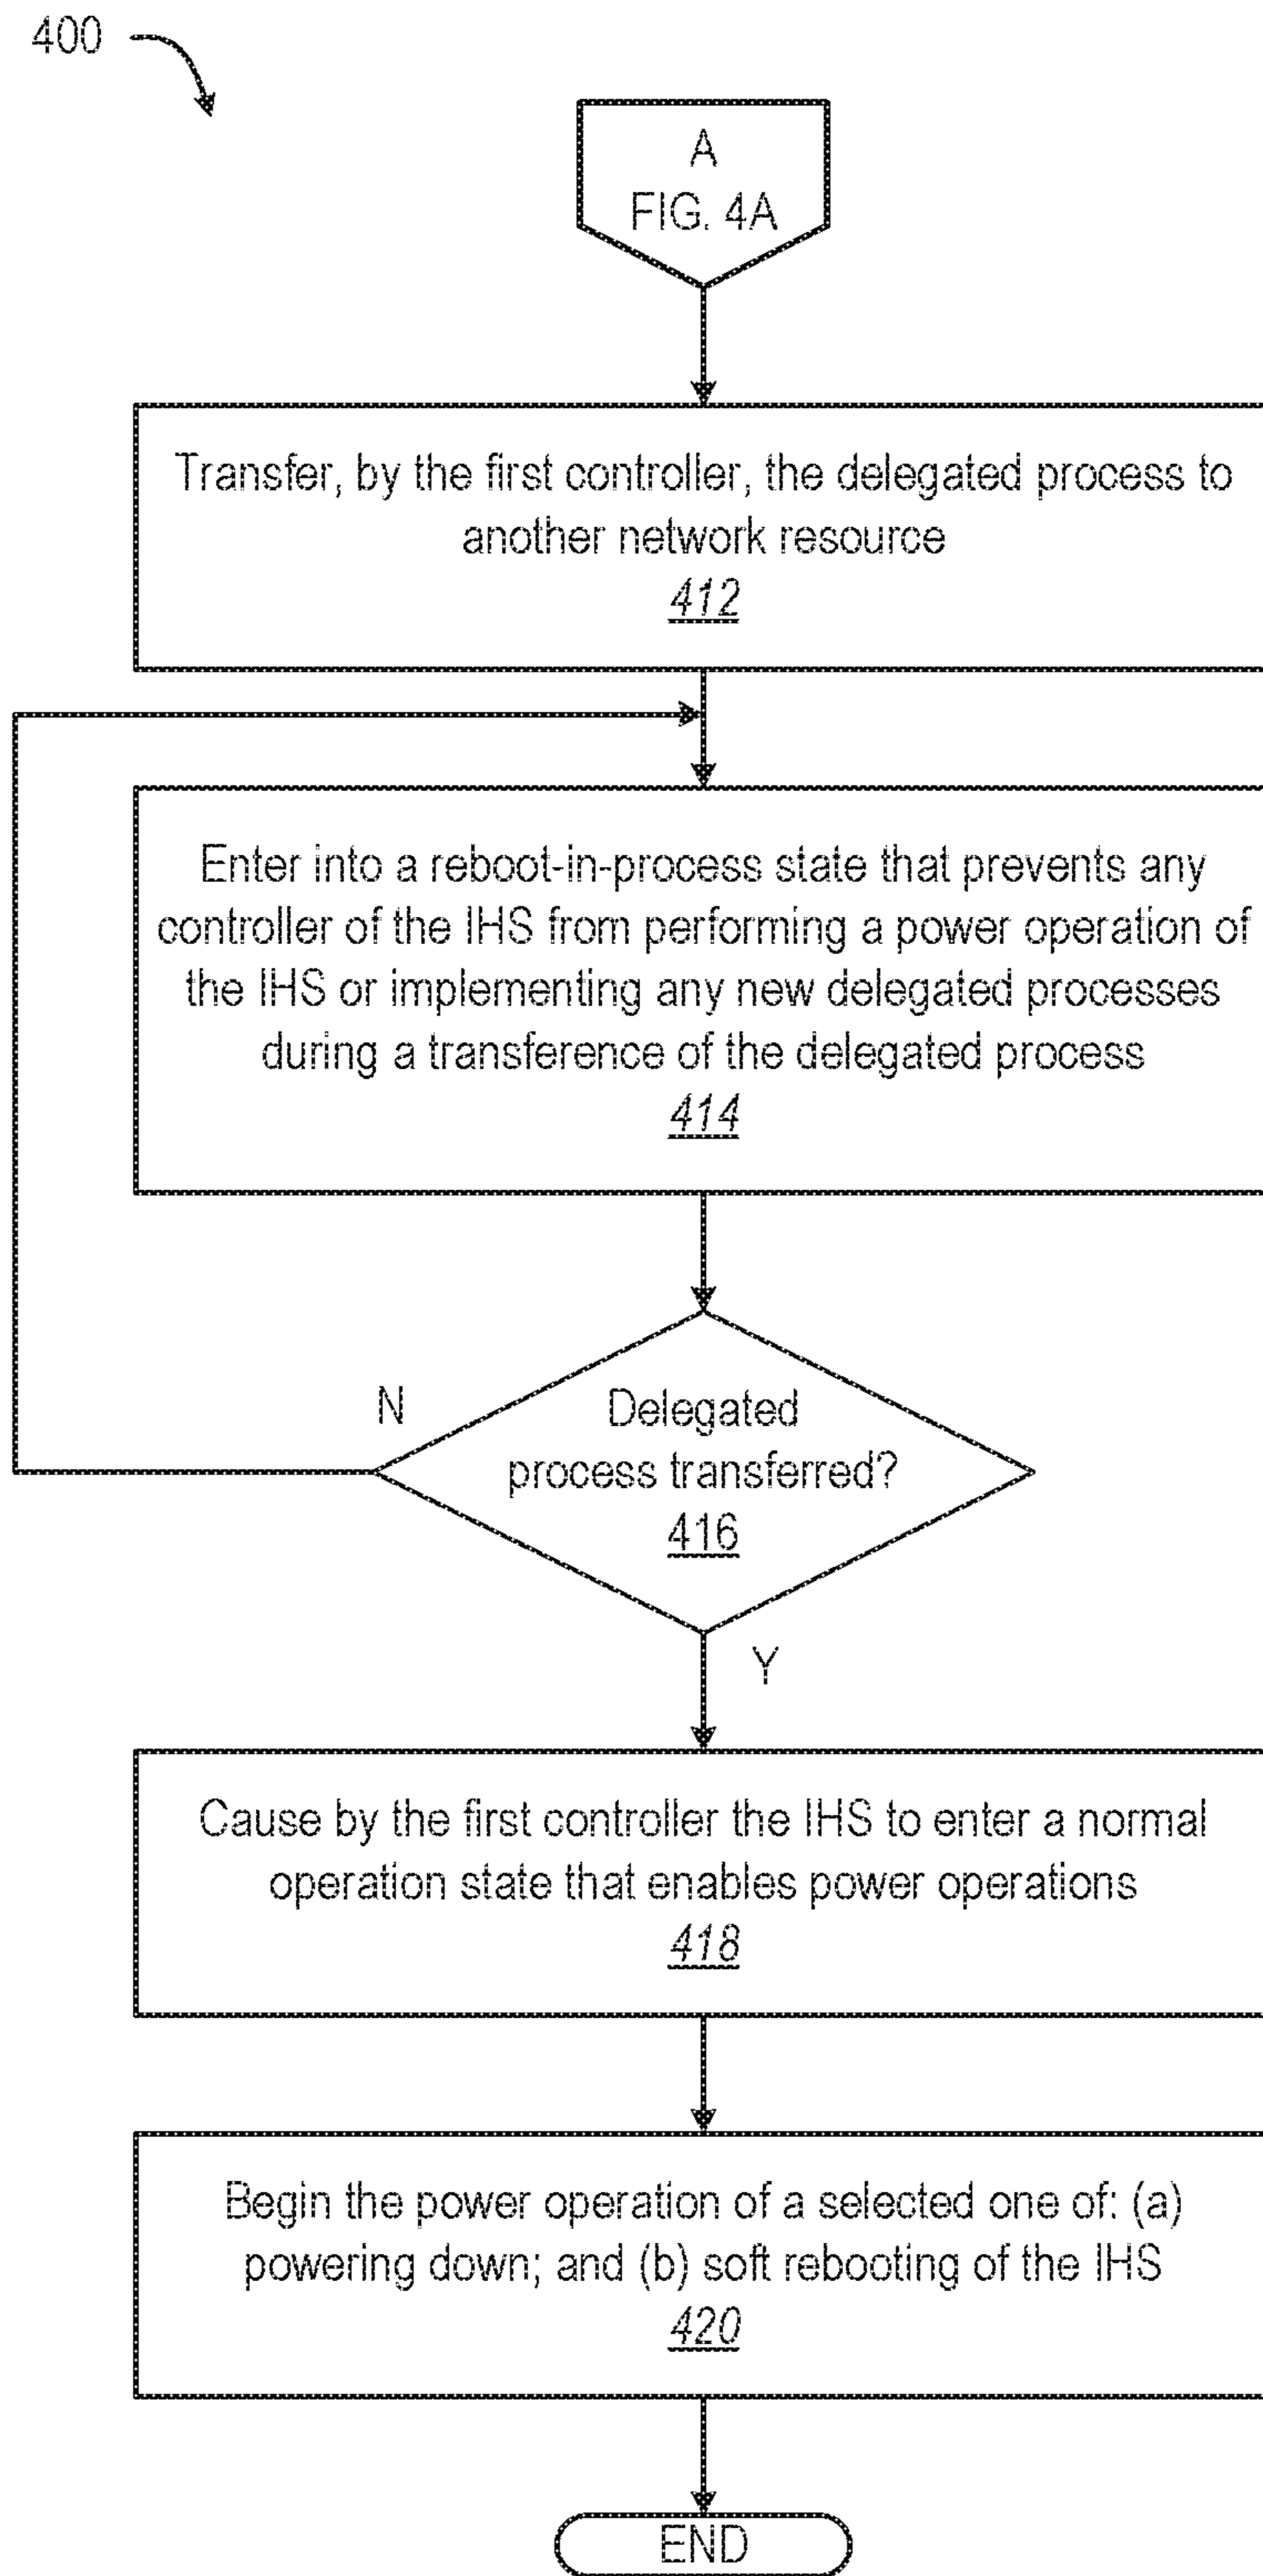 400
A
FIG. 4A
Transfer, by the first controller, the delegated process to
another network resource
412
Enter into a reboot-in-process state that prevents any
controller of the IHS from performing a power operation of
the IHS or implementing any new delegated processes
during a transference of the delegated process
414
N
Delegated
process transferred?
416
Y
Cause by the first controller the IHS to enter a normal
operation state that enables power operations
418
Begin the power operation of a selected one of: (a)
powering down; and (b) soft rebooting of the IHS
420
END